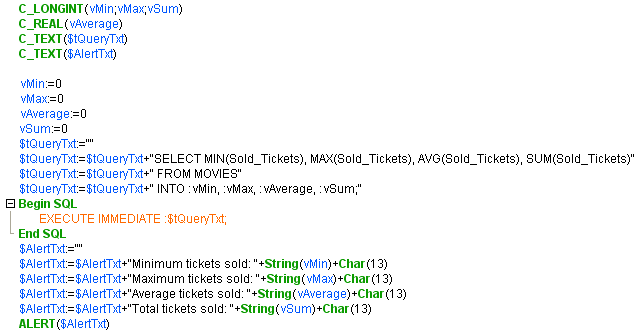 C_LONGINT(vMin;vMax;vSum)
C_REAL(vAverage)
C_TEXT($tQueryTxt)
C_TEXT($AlertTxt)
vMin:=0
vMax:=0
vAverage:=0
vSum:=0
$tQueryTxt:=""
$tQueryTxt:=$tQueryTxt+"SELECT MIN(Sold_Tickets), MAX(Sold_Tickets), AVG(Sold_Tickets), SUM(Sold_Tickets)"
$tQueryTxt:=$tQueryTxt+" FROM MOVIES"
$tQueryTxt:=$tQueryTxt+" INTO :vMin, :vMax, :vAverage, :vSum;"
Begin SQL
EXECUTE IMMEDIATE :$tQueryTxt;
End SQL
$AlertTxt:=""
$AlertTxt:=$AlertTxt+"Minimum tickets sold: "+String(vMin)+Char(13)
$AlertTxt:=$AlertTxt+"Maximum tickets sold: "+String(vMax)+Char(13)
$AlertTxt:=$AlertTxt+"Average tickets sold: "+String(vAverage)+Char(13)
$AlertTxt:=$AlertTxt+"Total tickets sold: "+String(vSum)+Char(13)
ALERT($AlertTxt)